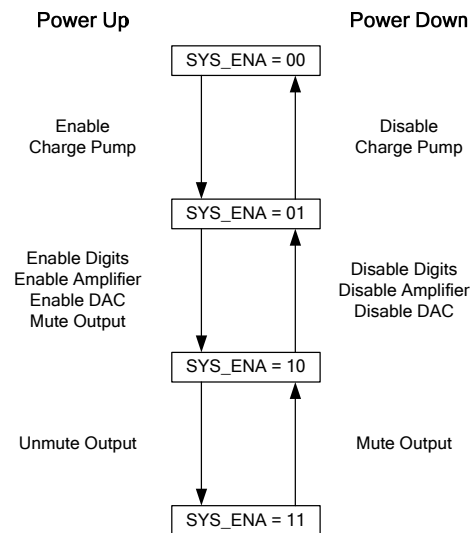 Power Up
Power Down
SYS_ENA = 00
Enable
Charge Pump
Disable
Charge Pump
SYS_ENA = 01
Enable Digits
Enable Amplifier
Enable DAC
Mute Output
Disable Digits
Disable Amplifier
Disable DAC
SYS_ENA = 10
Unmute Output
Mute Output
SYS_ENA = 11